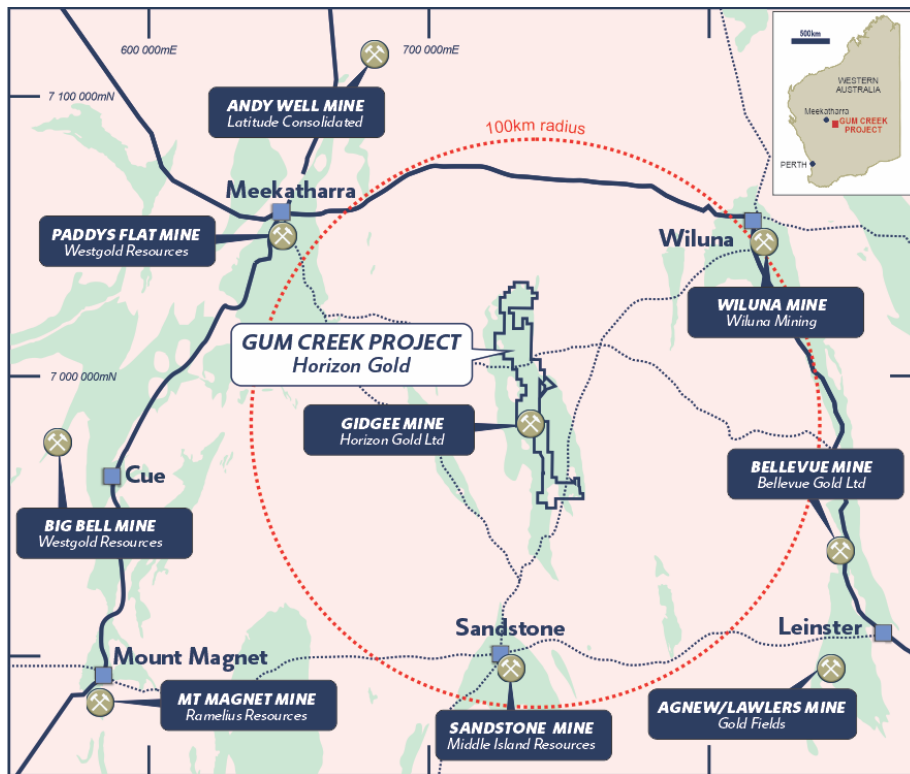 600 000mE
700 000mE
500km
WESTERN
AUSTRALIA
Meekatharra
GUM CREEK
PROJECT
PERTH
7 100 000mN
ANDY WELL MINE
Latitude Consolidated
100km radius
Meekatharra
PADDYS FLAT MINE
Westgold Resources
Wiluna
WILUNA MINE
Wiluna Mining
GUM CREEK PROJECT
Horizon Gold
7 000 000mN
GIDGEE MINE
Horizon Gold Ltd
Cue
BELLEVUE MINE
Bellevue Gold Ltd
BIG BELL MINE
Westgold Resources
Sandstone
Leinster
Mount Magnet
MT MAGNET MINE
Ramelius Resources
SANDSTONE MINE
Middle Island Resources
AGNEW/LAWLERS MINE
Gold Fields